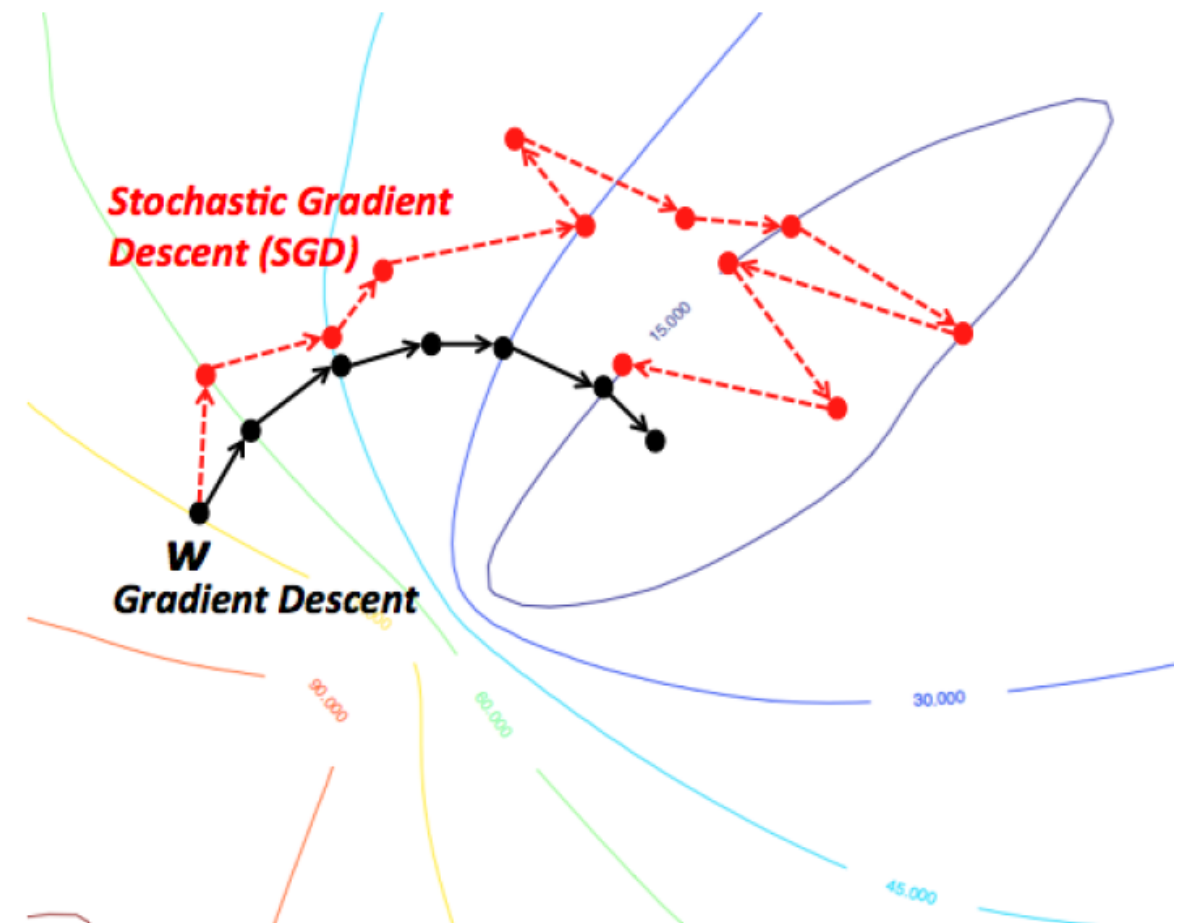 Stochastic Gradient
Descent (SGD)
15.000
W
Gradient Descent
90.000
60.000
30.000
45.000